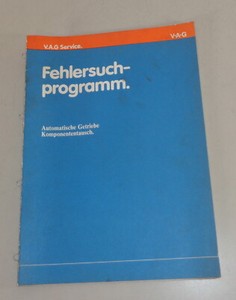 V.A.G Service.
V·A·G
Fehlersuch-
programm.
Automatische Getriebe
Komponententausch.